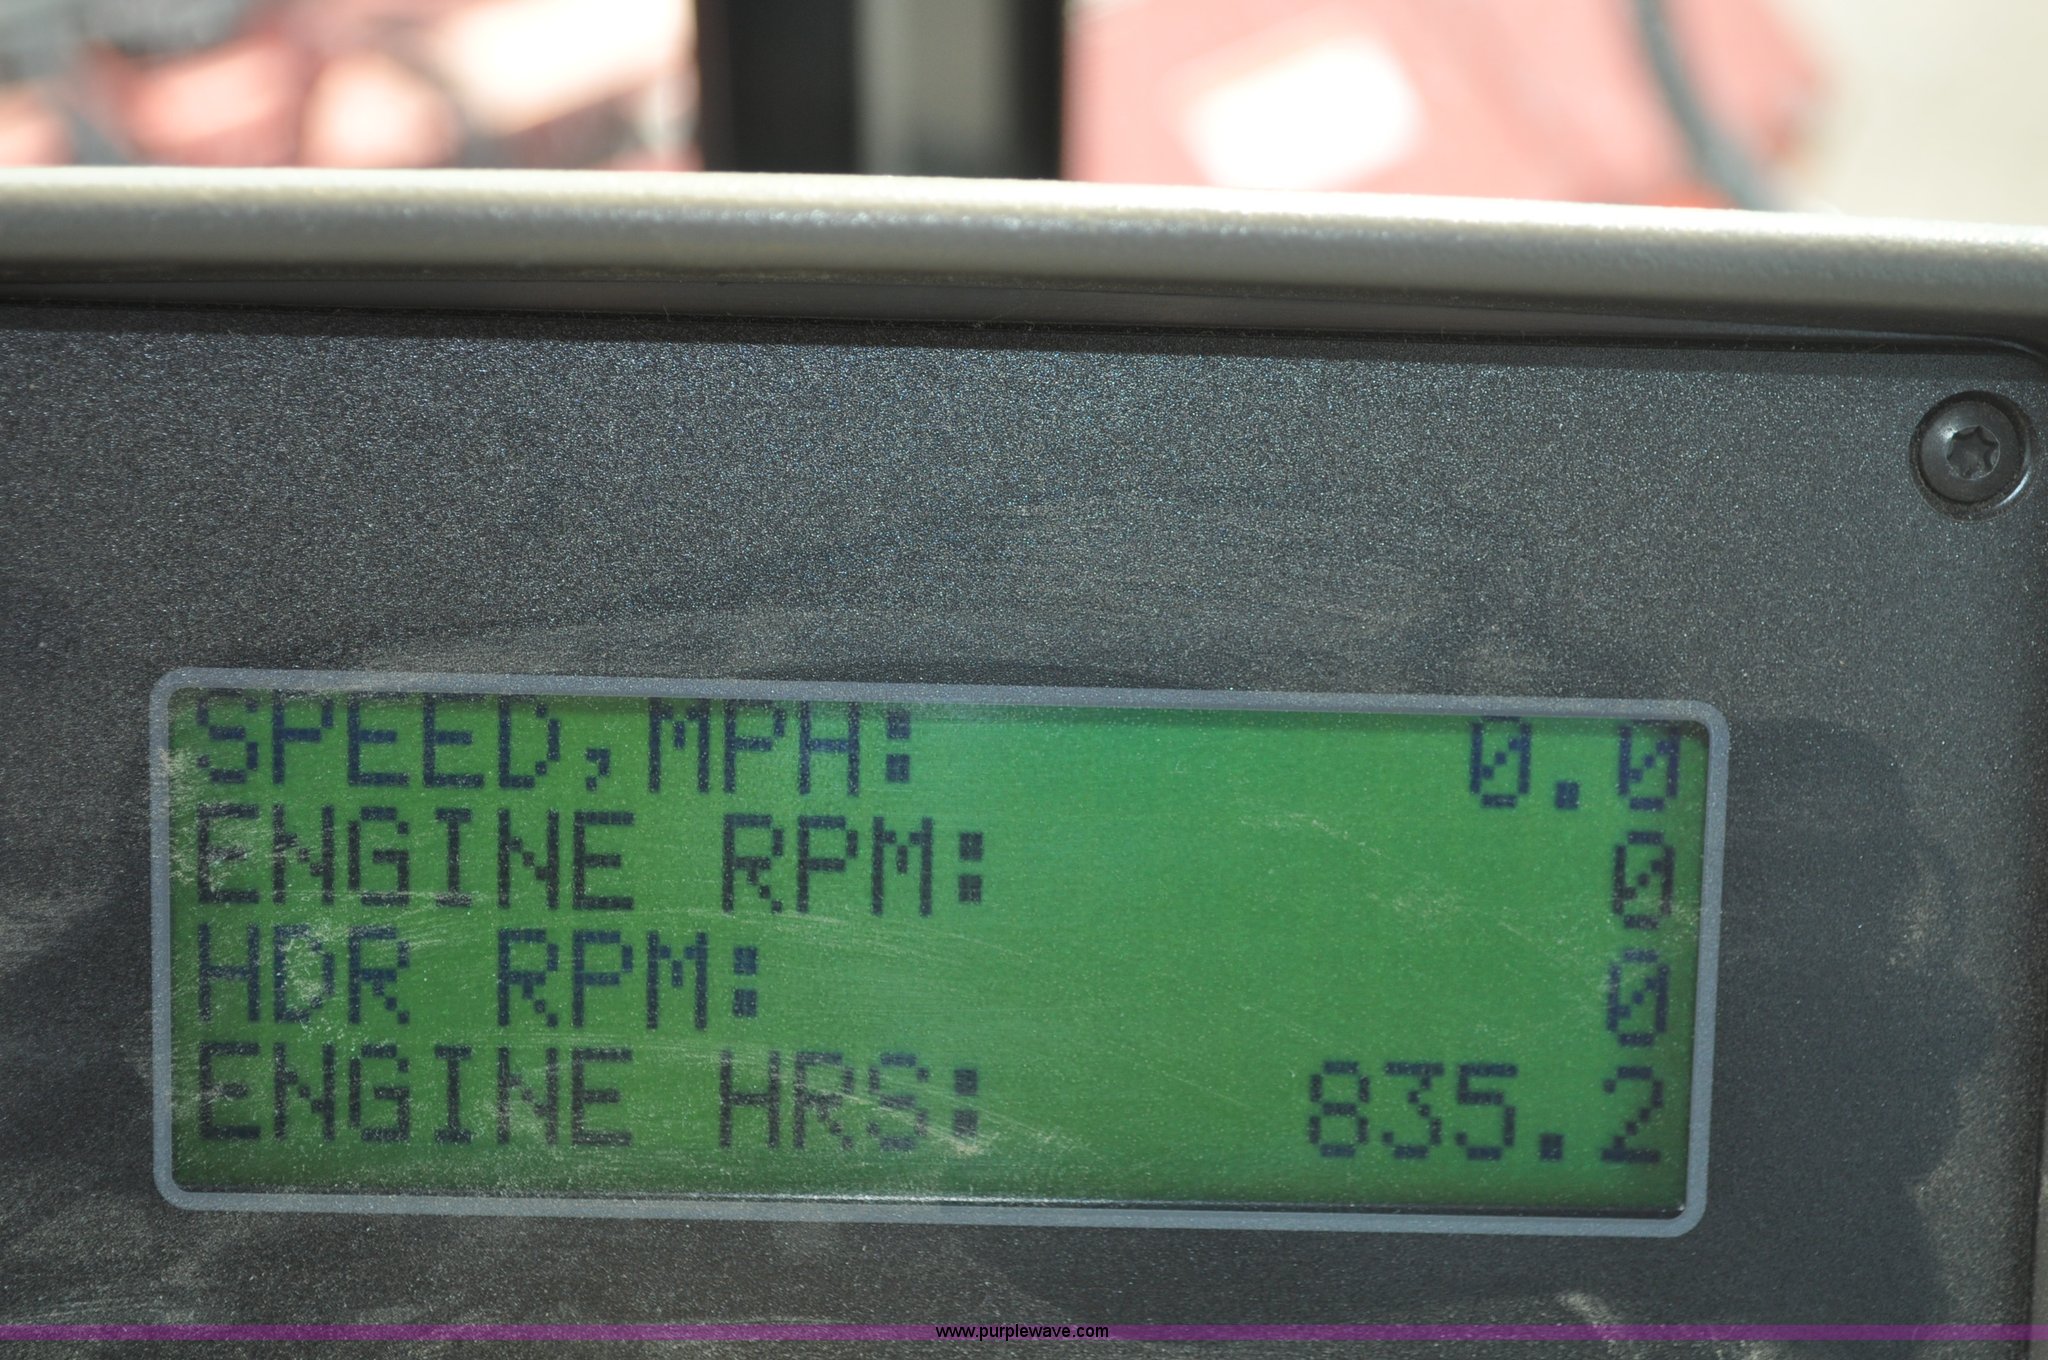 SPEED,MPH: 0.0
ENGINE RPM: 0
HDR RPM: 0
ENGINE HRS: 835.2
www.purplewave.com